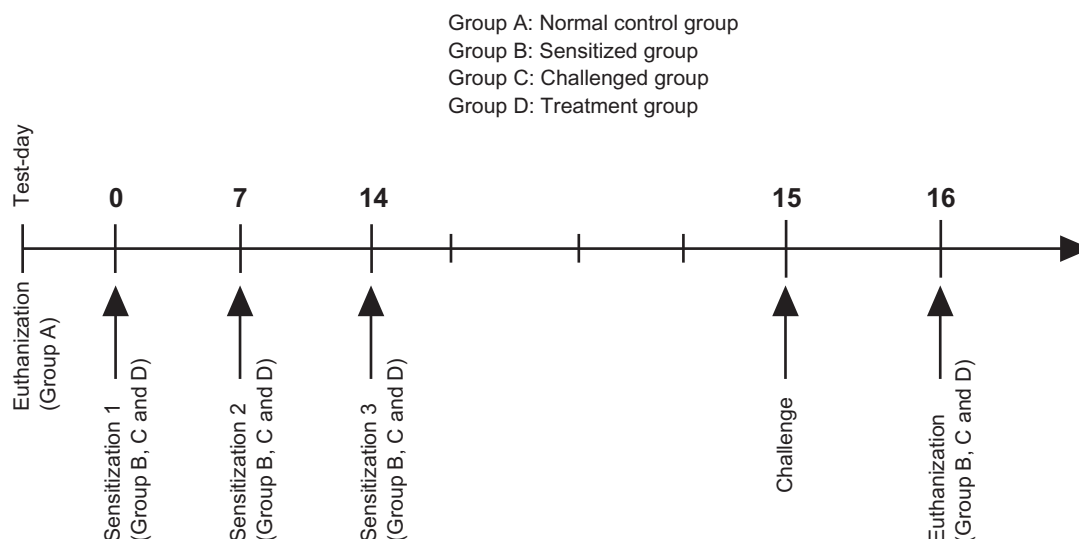 Group A: Normal control group
Group B: Sensitized group
Group C: Challenged group
Group D: Treatment group
Test-day
0
7
14
15
16
Euthanization
(Group A)
Sensitization 1
(Group B, C and D)
Sensitization 2
(Group B, C and D)
Sensitization 3
(Group B, C and D)
Challenge
Euthanization
(Group B, C and D)